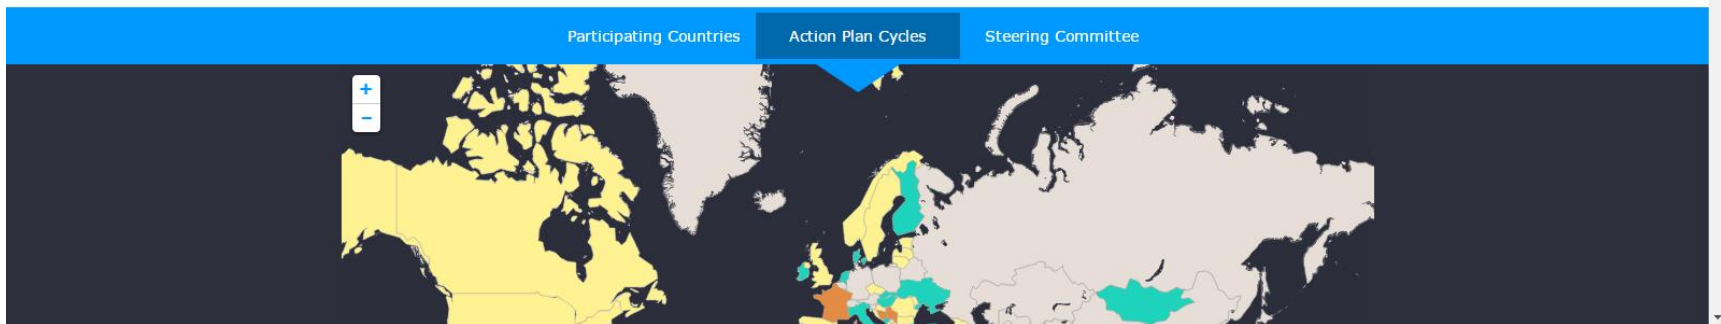 Participating Countries
Action Plan Cycles
Steering Committee
+
−